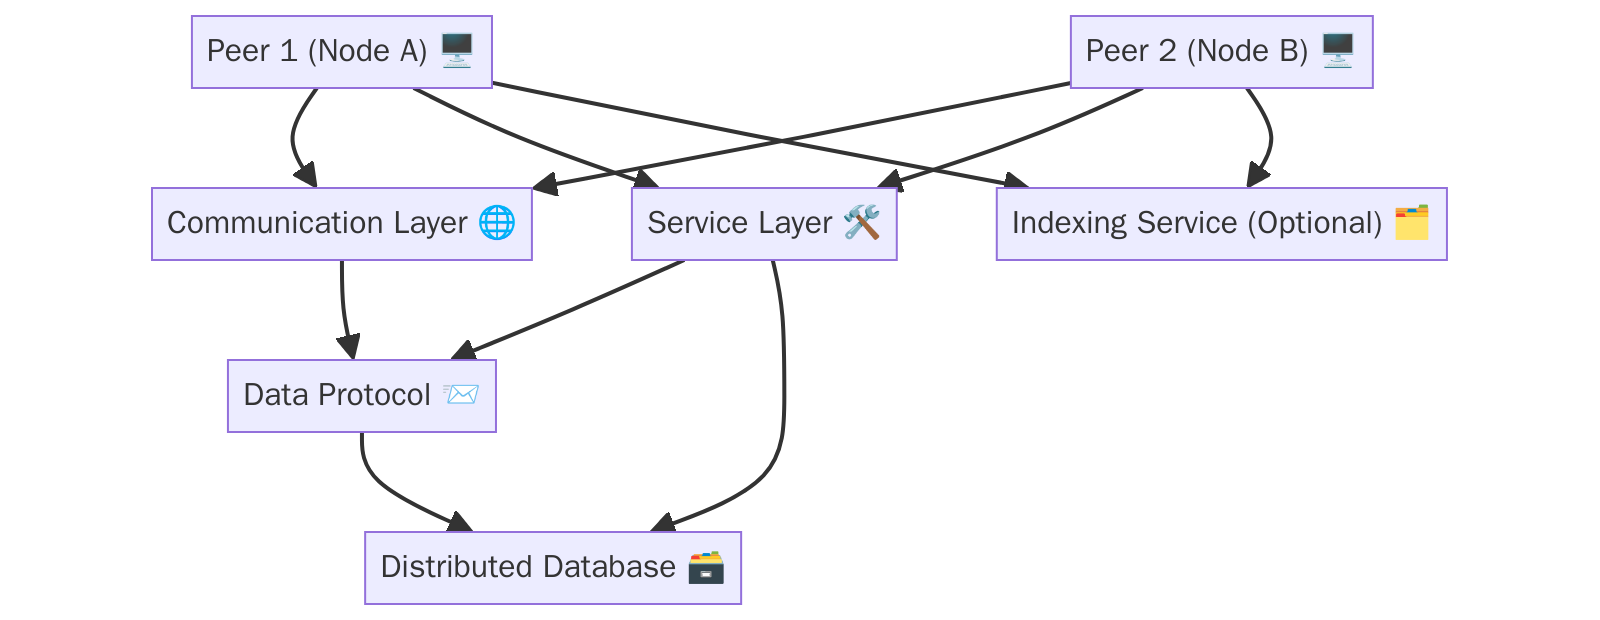 Peer 1 (Node A) 🖥️
Peer 2 (Node B) 🖥️
Communication Layer 🌐
Service Layer 🛠️
Indexing Service (Optional) 🗂️
Data Protocol 📨
Distributed Database 🗃️